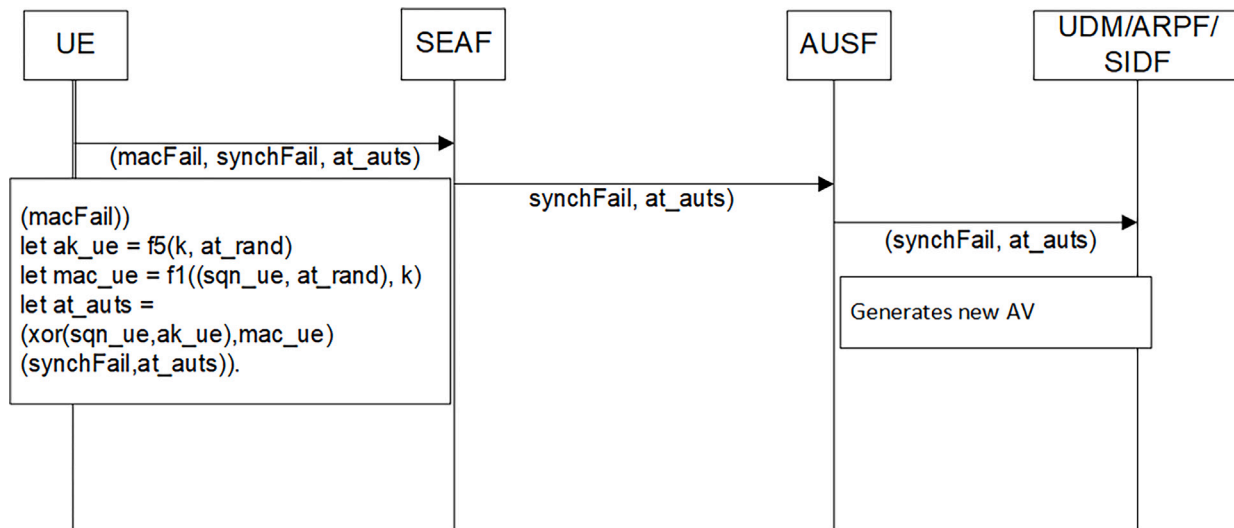 UE
SEAF
AUSF
UDM/ARPF/
SIDF
(macFail, synchFail, at_auts)
synchFail, at_auts)
(synchFail, at_auts)
(macFail))
let ak_ue = f5(k, at_rand)
let mac_ue = f1((sqn_ue, at_rand), k)
let at_auts =
(xor(sqn_ue,ak_ue),mac_ue)
(synchFail,at_auts)).
Generates new AV